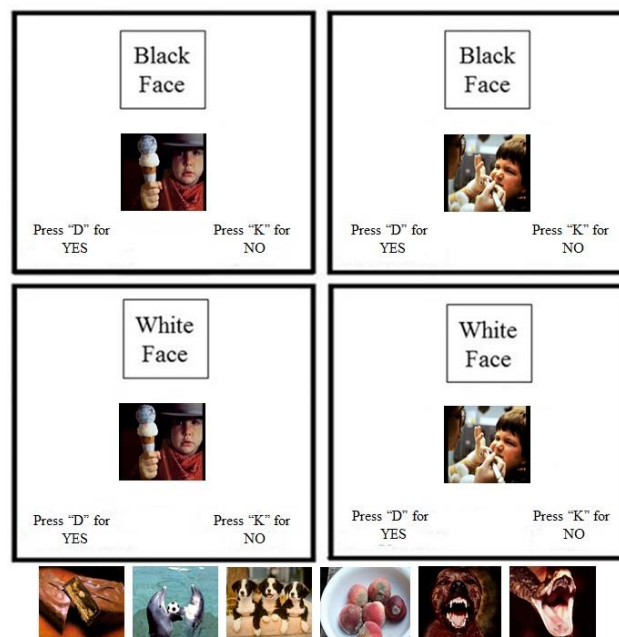 Black
Face
Press “D” for
YES
Press “K” for
NO
Black
Face
Press “D” for
YES
Press “K” for
NO
White
Face
Press “D” for
YES
Press “K” for
NO
White
Face
Press “D” for
YES
Press “K” for
NO